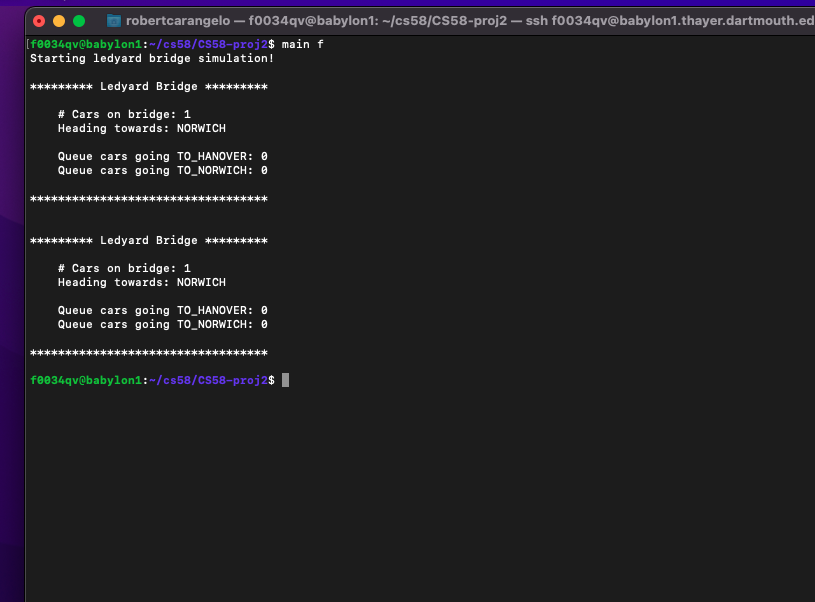 robertcarangelo — f0034qv@babylon1: ~/cs58/CS58-proj2 — ssh f0034qv@babylon1.thayer.dartmouth.ed
[f0034qv@babylon1:~/cs58/CS58-proj2$ main f
Starting ledyard bridge simulation!
********* Ledyard Bridge *********
# Cars on bridge: 1
Heading towards: NORWICH
Queue cars going TO_HANOVER: 0
Queue cars going TO_NORWICH: 0
**********************************
********* Ledyard Bridge *********
# Cars on bridge: 1
Heading towards: NORWICH
Queue cars going TO_HANOVER: 0
Queue cars going TO_NORWICH: 0
**********************************
f0034qv@babylon1:~/cs58/CS58-proj2$